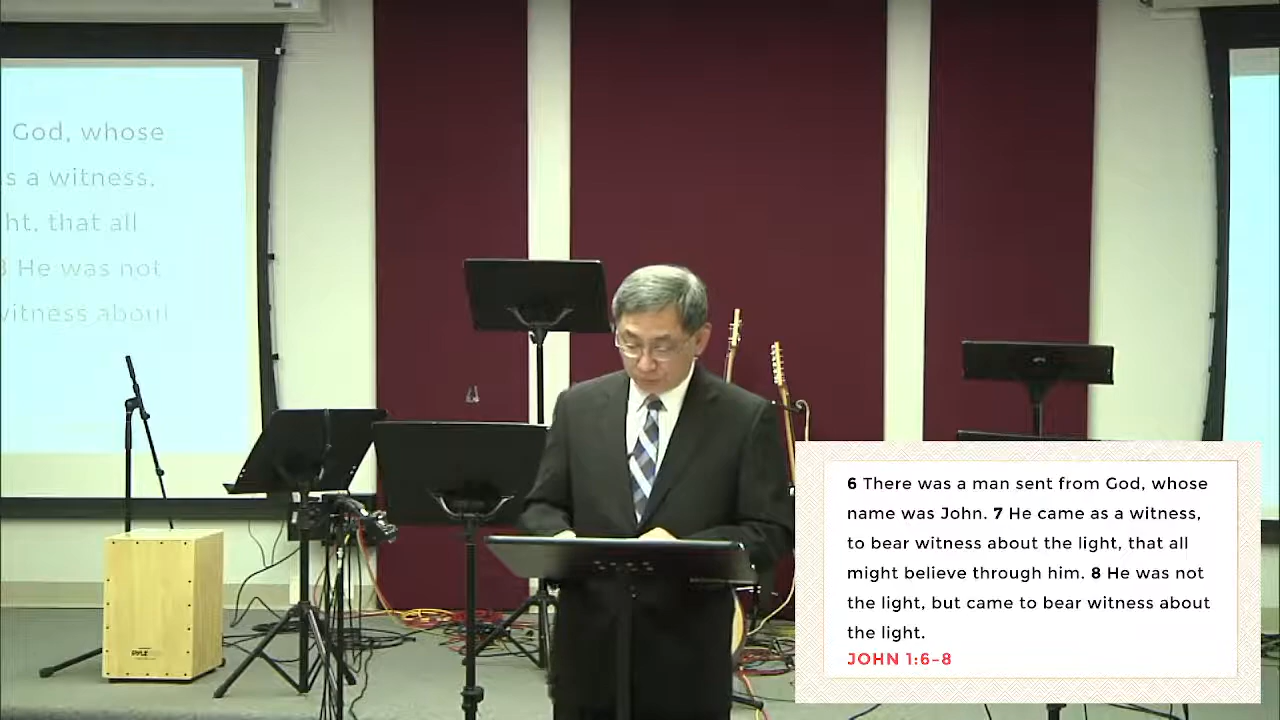 God, whose
s a witness,
ht, that all
8 He was not
witness about
PYLE
6 There was a man sent from God, whose
name was John. 7 He came as a witness,
to bear witness about the light, that all
might believe through him. 8 He was not
the light, but came to bear witness about
the light.
JOHN 1:6–8